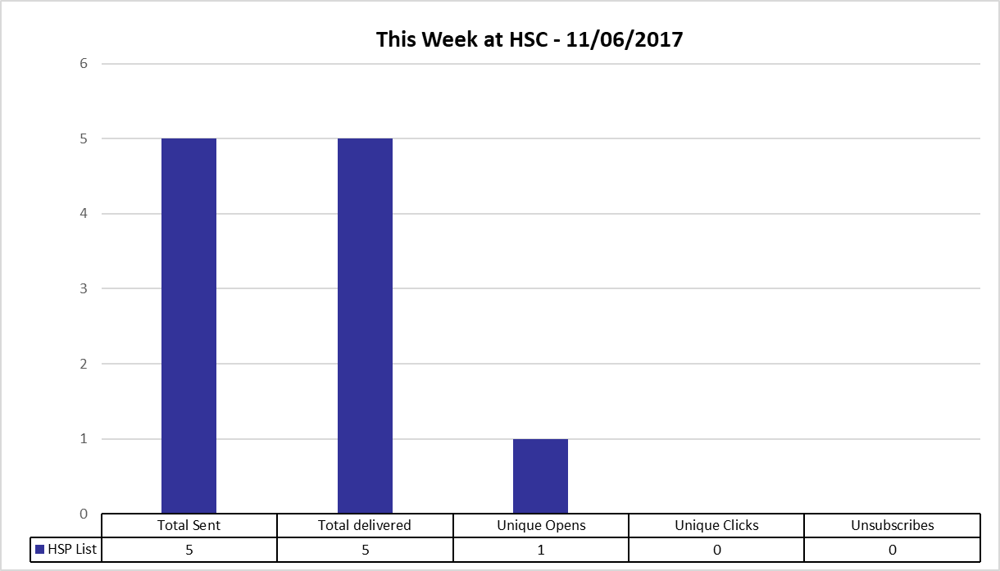 This Week at HSC - 11/06/2017
6
5
4
3
2
1
0
Total Sent Total delivered Unique Opens Unique Clicks Unsubscribes
HSP List 5 5 1 0 0